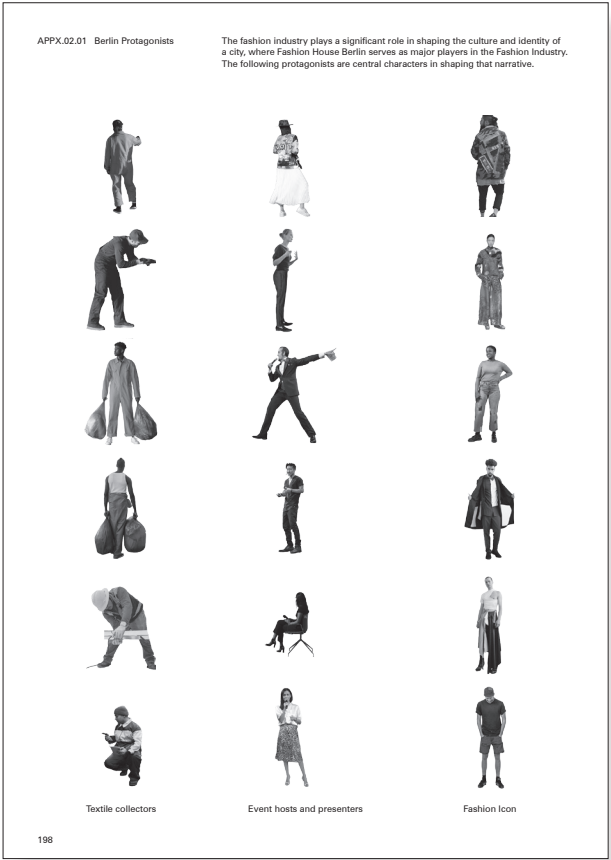 APPX.02.01 Berlin Protagonists
The fashion industry plays a significant role in shaping the culture and identity of
a city, where Fashion House Berlin serves as major players in the Fashion Industry.
The following protagonists are central characters in shaping that narrative.
Textile collectors
Event hosts and presenters
Fashion Icon
198